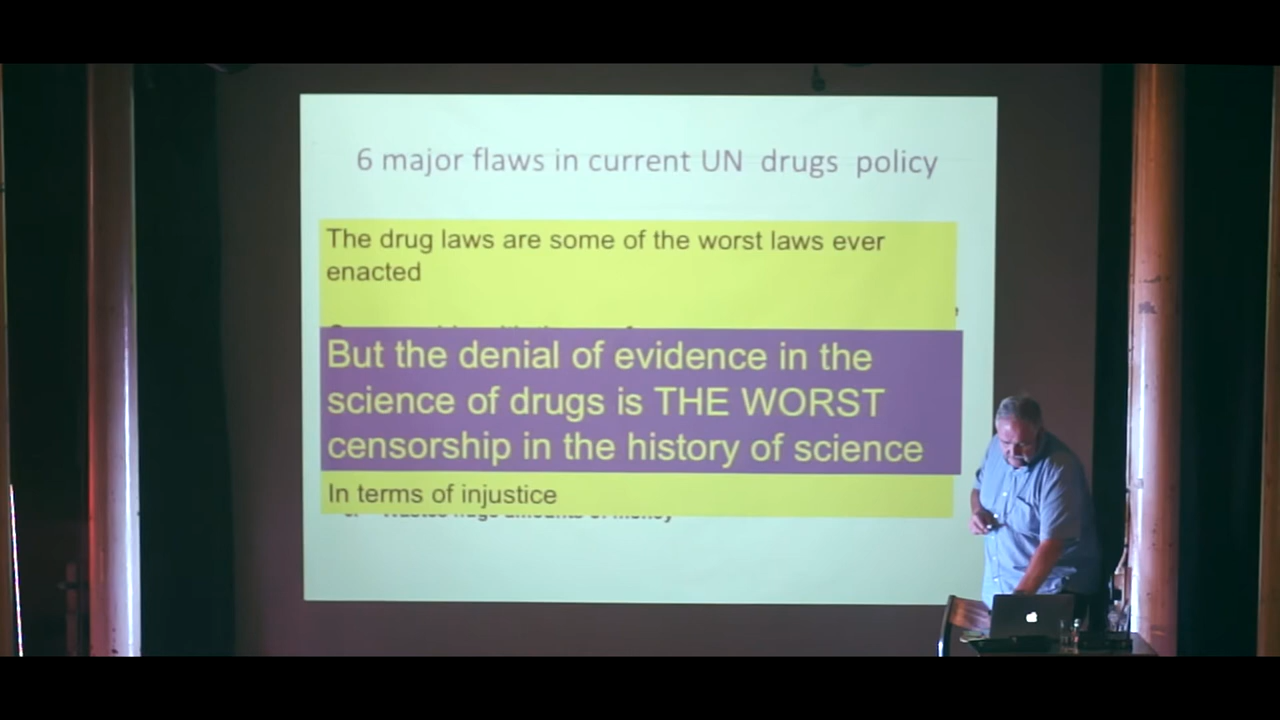 6 major flaws in current UN drugs policy
The drug laws are some of the worst laws ever
enacted
But the denial of evidence in the
science of drugs is THE WORST
censorship in the history of science
In terms of injustice